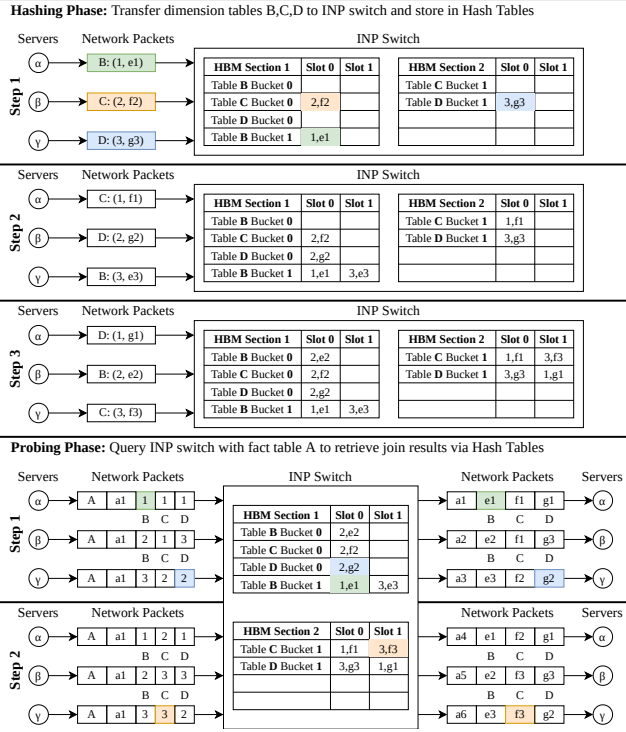 Hashing Phase: Transfer dimension tables B,C,D to INP switch and store in Hash Tables
Servers Network Packets INP Switch
Step 1
α B: (1, e1)
β C: (2, f2)
γ D: (3, g3)
HBM Section 1 Slot 0 Slot 1
Table B Bucket 0
Table C Bucket 0 2,f2
Table D Bucket 0
Table B Bucket 1 1,e1
HBM Section 2 Slot 0 Slot 1
Table C Bucket 1
Table D Bucket 1 3,g3
Servers Network Packets INP Switch
Step 2
α C: (1, f1)
β D: (2, g2)
γ B: (3, e3)
HBM Section 1 Slot 0 Slot 1
Table B Bucket 0
Table C Bucket 0 2,f2
Table D Bucket 0 2,g2
Table B Bucket 1 1,e1 3,e3
HBM Section 2 Slot 0 Slot 1
Table C Bucket 1 1,f1
Table D Bucket 1 3,g3
Servers Network Packets INP Switch
Step 3
α D: (1, g1)
β B: (2, e2)
γ C: (3, f3)
HBM Section 1 Slot 0 Slot 1
Table B Bucket 0 2,e2
Table C Bucket 0 2,f2
Table D Bucket 0 2,g2
Table B Bucket 1 1,e1 3,e3
HBM Section 2 Slot 0 Slot 1
Table C Bucket 1 1,f1 3,f3
Table D Bucket 1 3,g3 1,g1
Probing Phase: Query INP switch with fact table A to retrieve join results via Hash Tables
Servers Network Packets INP Switch Network Packets Servers
Step 1
α A a1 1 1 1
B C D
β A a1 2 1 3
B C D
γ A a1 3 2 2
HBM Section 1 Slot 0 Slot 1
Table B Bucket 0 2,e2
Table C Bucket 0 2,f2
Table D Bucket 0 2,g2
Table B Bucket 1 1,e1 3,e3
a1 e1 f1 g1 α
B C D
a2 e2 f1 g3 β
B C D
a3 e3 f2 g2 γ
Servers Network Packets Network Packets Servers
Step 2
α A a1 1 2 1
B C D
β A a1 2 3 3
B C D
γ A a1 3 3 2
HBM Section 2 Slot 0 Slot 1
Table C Bucket 1 1,f1 3,f3
Table D Bucket 1 3,g3 1,g1
a4 e1 f2 g1 α
B C D
a5 e2 f3 g3 β
B C D
a6 e3 f3 g2 γ